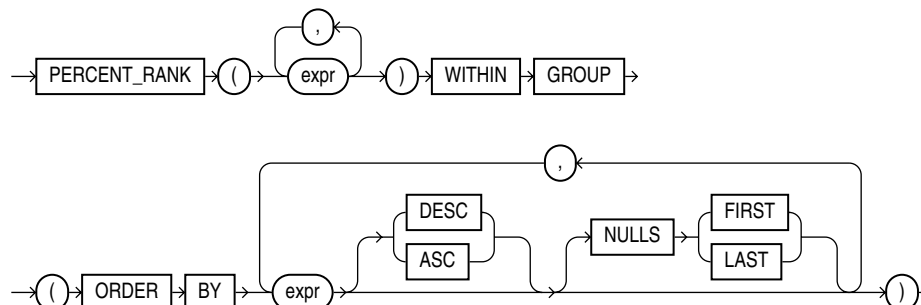 ,
PERCENT_RANK ( expr ) WITHIN GROUP
,
DESC FIRST
NULLS
ASC LAST
( ORDER BY expr )